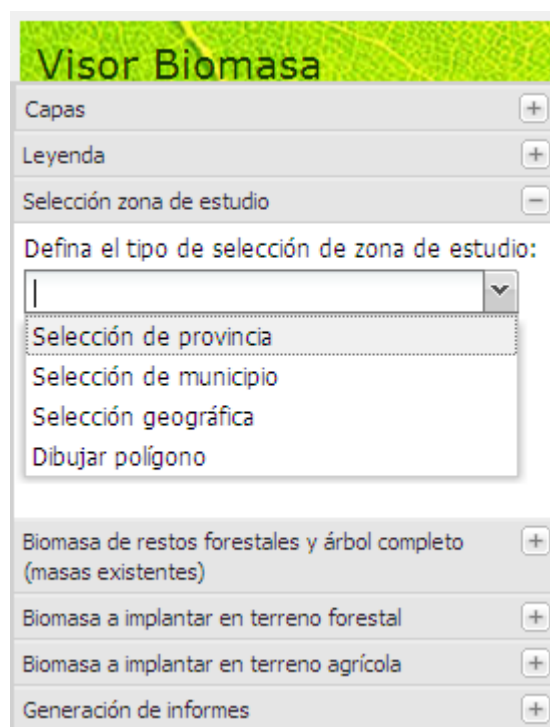 Visor Biomasa
Capas
Leyenda
Selección zona de estudio
Defina el tipo de selección de zona de estudio:
Selección de provincia
Selección de municipio
Selección geográfica
Dibujar polígono
Biomasa de restos forestales y árbol completo
(masas existentes)
Biomasa a implantar en terreno forestal
Biomasa a implantar en terreno agrícola
Generación de informes